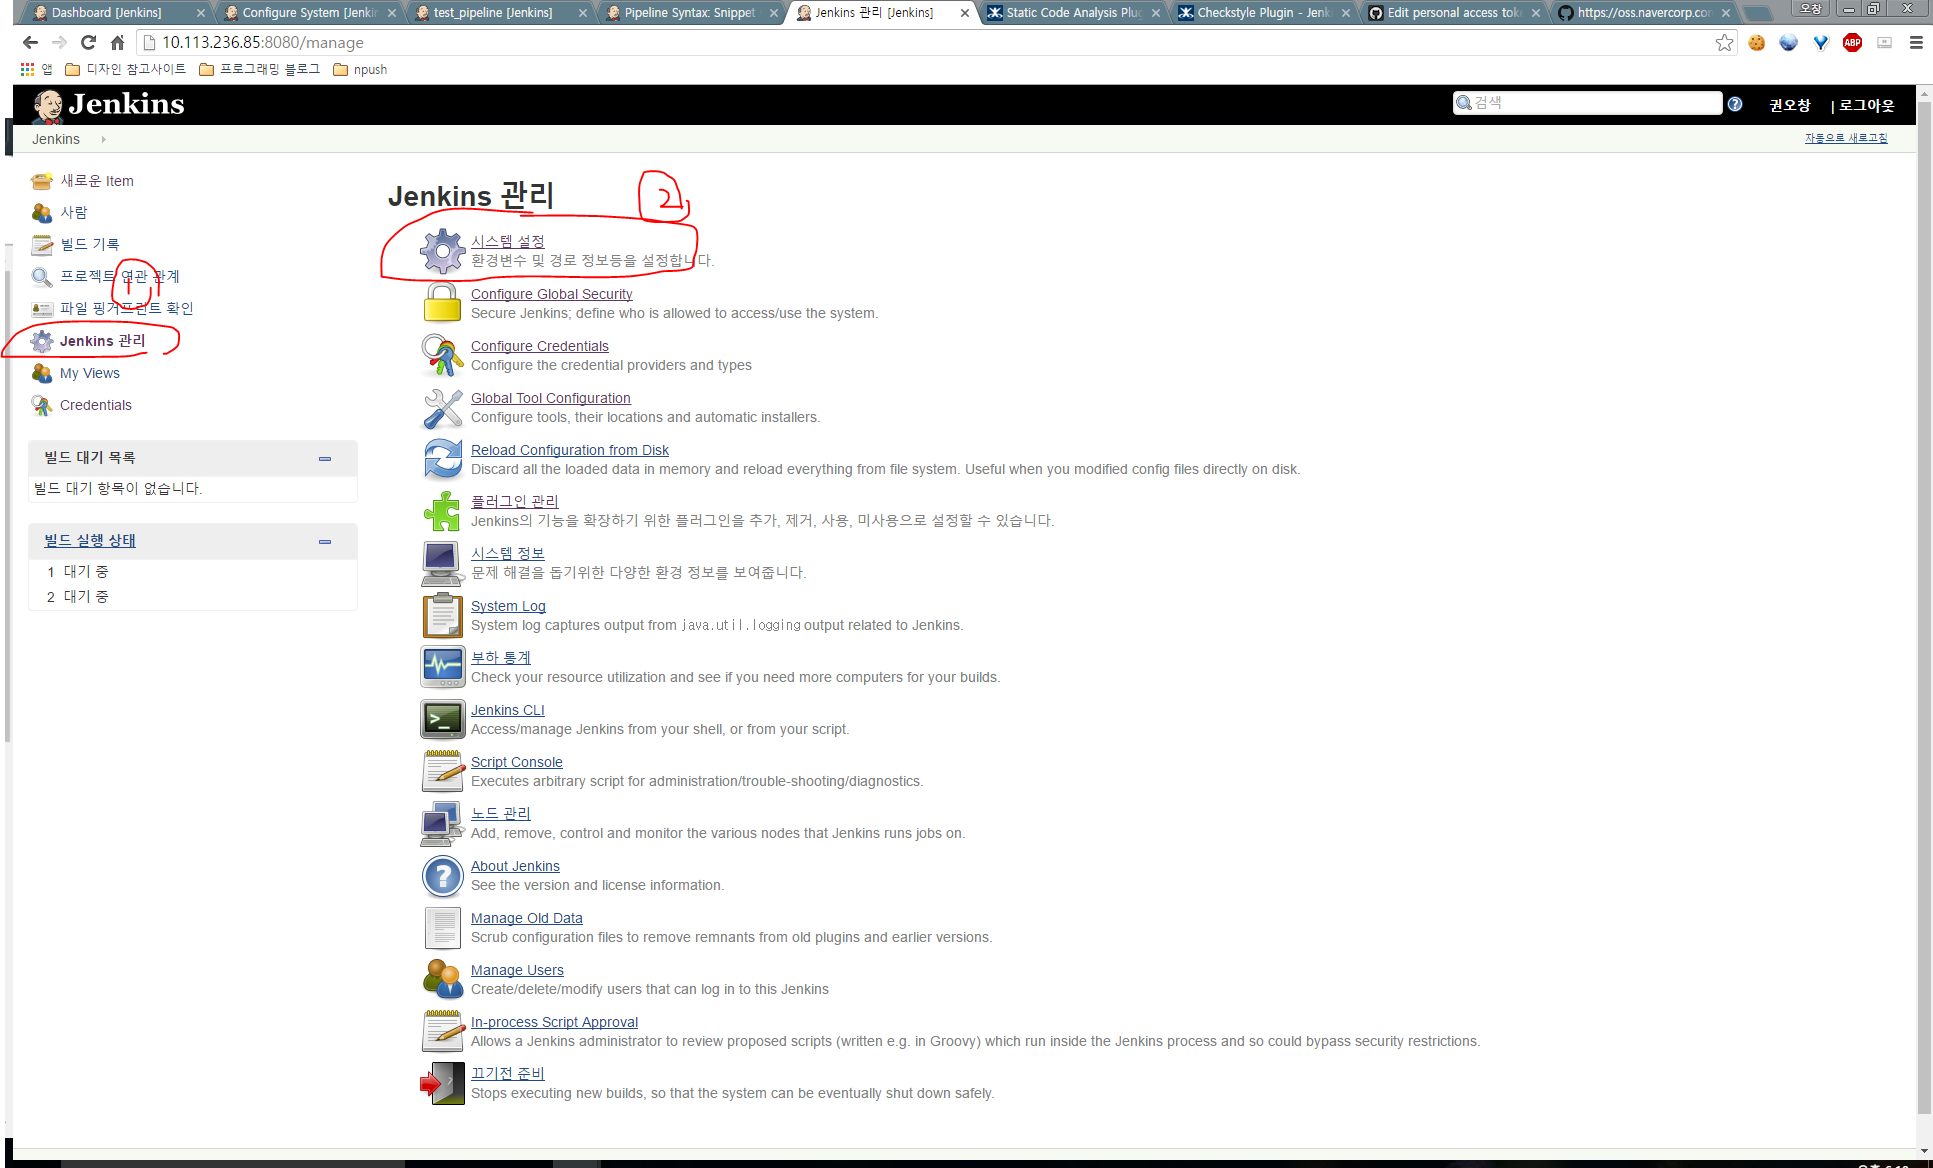 Dashboard [Jenkins]
Configure System [Jenkin
test_pipeline [Jenkins]
Pipeline Syntax: Snippet
Jenkins 관리 [Jenkins]
Static Code Analysis Plu
Checkstyle Plugin - Jenk
Edit personal access tok
https://oss.navercorp.co
오창
10.113.236.85:8080/manage
ABP
앱
디자인 참고사이트
프로그래밍 블로그
npush
Jenkins
검색
권오창
| 로그아웃
Jenkins
자동으로 새로고침
새로운 Item
사람
빌드 기록
프로젝트 연관 관계
파일 핑거프린트 확인
1
Jenkins 관리
My Views
Credentials
빌드 대기 목록
빌드 대기 항목이 없습니다.
빌드 실행 상태
1 대기 중
2 대기 중
Jenkins 관리
2
시스템 설정
환경변수 및 경로 정보등을 설정합니다.
Configure Global Security
Secure Jenkins; define who is allowed to access/use the system.
Configure Credentials
Configure the credential providers and types
Global Tool Configuration
Configure tools, their locations and automatic installers.
Reload Configuration from Disk
Discard all the loaded data in memory and reload everything from file system. Useful when you modified config files directly on disk.
플러그인 관리
Jenkins의 기능을 확장하기 위한 플러그인을 추가, 제거, 사용, 미사용으로 설정할 수 있습니다.
시스템 정보
문제 해결을 돕기위한 다양한 환경 정보를 보여줍니다.
System Log
System log captures output from java.util.logging output related to Jenkins.
부하 통계
Check your resource utilization and see if you need more computers for your builds.
Jenkins CLI
Access/manage Jenkins from your shell, or from your script.
Script Console
Executes arbitrary script for administration/trouble-shooting/diagnostics.
노드 관리
Add, remove, control and monitor the various nodes that Jenkins runs jobs on.
About Jenkins
See the version and license information.
Manage Old Data
Scrub configuration files to remove remnants from old plugins and earlier versions.
Manage Users
Create/delete/modify users that can log in to this Jenkins
In-process Script Approval
Allows a Jenkins administrator to review proposed scripts (written e.g. in Groovy) which run inside the Jenkins process and so could bypass security restrictions.
끄기전 준비
Stops executing new builds, so that the system can be eventually shut down safely.